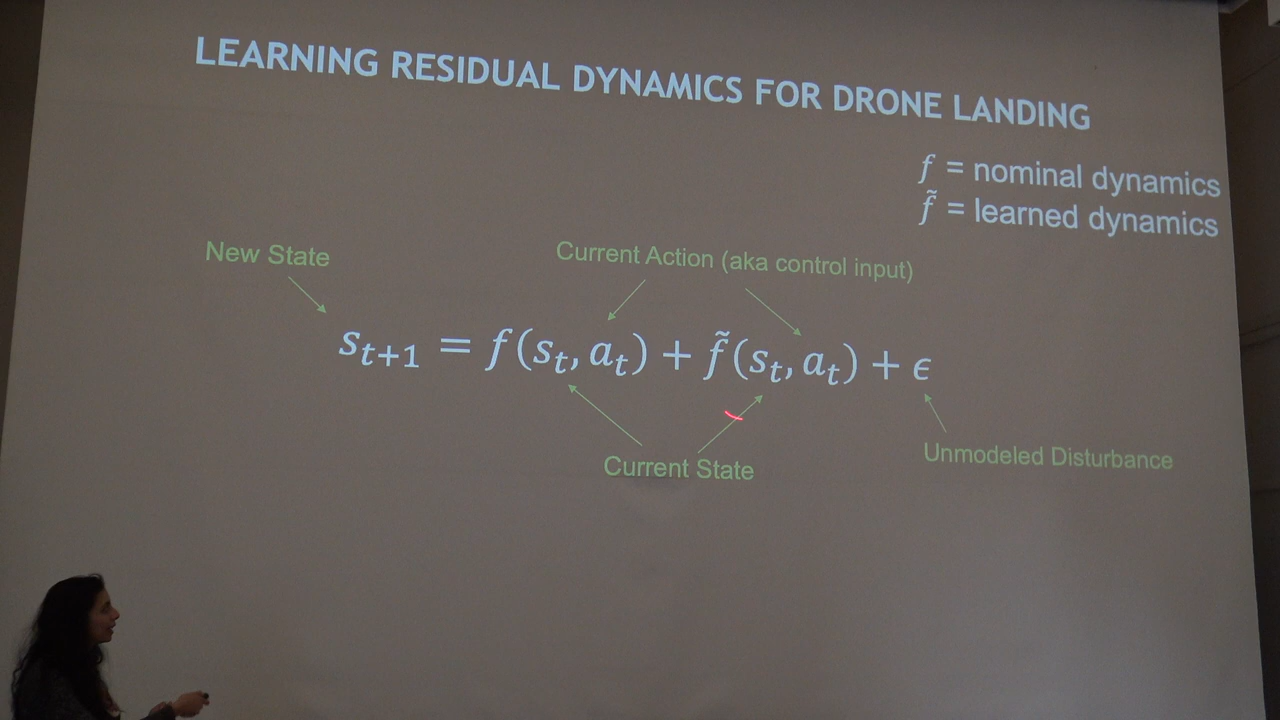 LEARNING RESIDUAL DYNAMICS FOR DRONE LANDING
f = nominal dynamics
f̃ = learned dynamics
New State
Current Action (aka control input)
s_{t+1} = f(s_t, a_t) + f̃(s_t, a_t) + ϵ
Current State
Unmodeled Disturbance